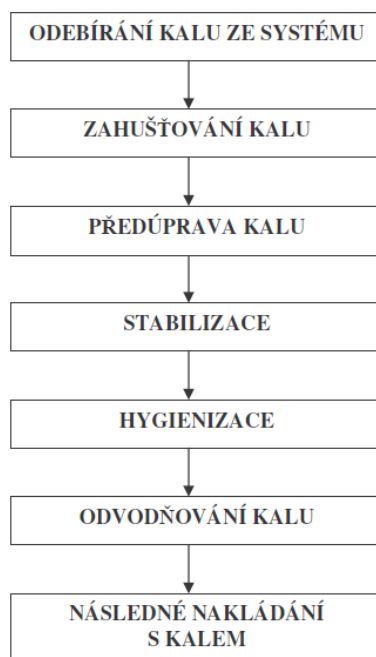 ODEBÍRÁNÍ KALU ZE SYSTÉMU
ZAHUŠŤOVÁNÍ KALU
PŘEDÚPRAVA KALU
STABILIZACE
HYGIENIZACE
ODVODŇOVÁNÍ KALU
NÁSLEDNÉ NAKLÁDÁNÍ
S KALEM